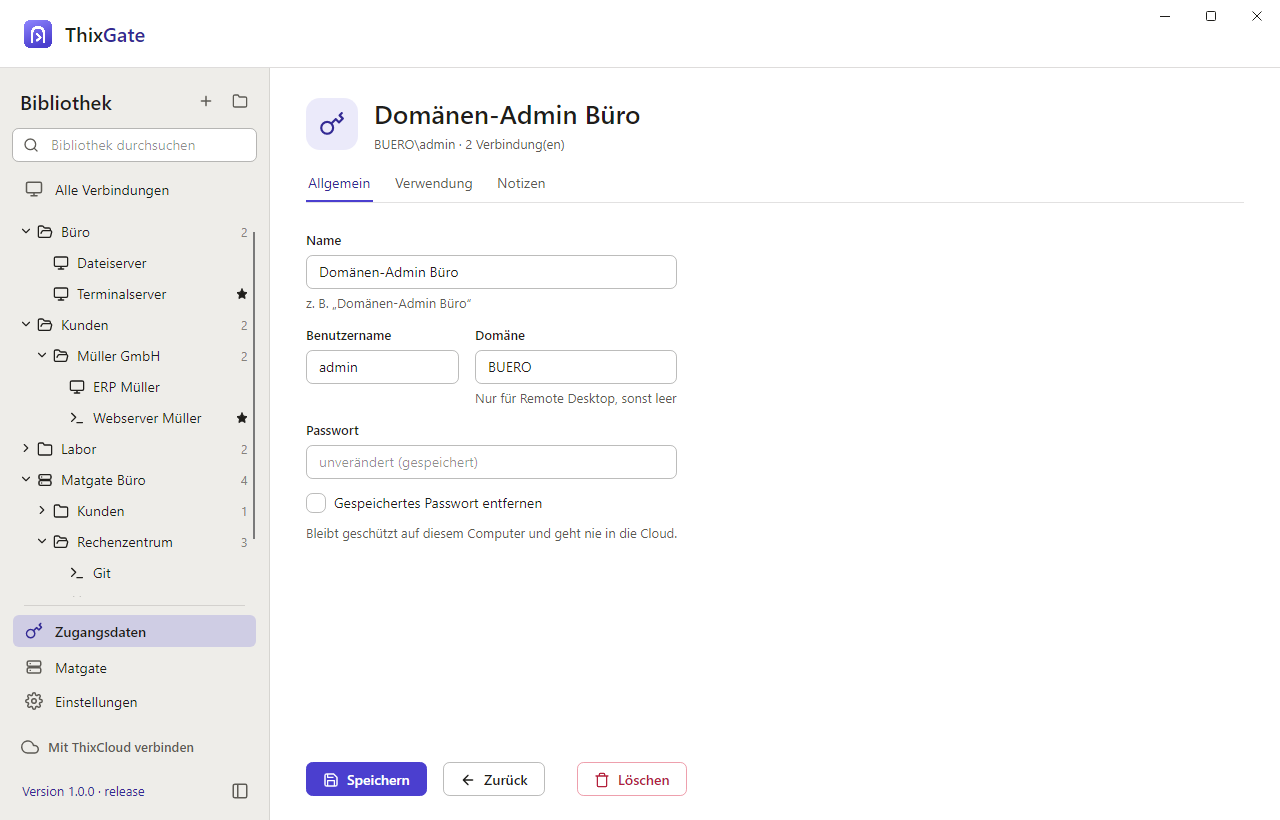 ThixGate
Bibliothek
Bibliothek durchsuchen
Alle Verbindungen
Büro 2
Dateiserver
Terminalserver
Kunden 2
Müller GmbH 2
ERP Müller
Webserver Müller
Labor 2
Matgate Büro 4
Kunden 1
Rechenzentrum 3
Git
Zugangsdaten
Matgate
Einstellungen
Mit ThixCloud verbinden
Version 1.0.0 · release
Domänen-Admin Büro
BUERO\admin · 2 Verbindung(en)
Allgemein Verwendung Notizen
Name
Domänen-Admin Büro
z. B. „Domänen-Admin Büro“
Benutzername Domäne
admin BUERO
Nur für Remote Desktop, sonst leer
Passwort
unverändert (gespeichert)
Gespeichertes Passwort entfernen
Bleibt geschützt auf diesem Computer und geht nie in die Cloud.
Speichern Zurück Löschen